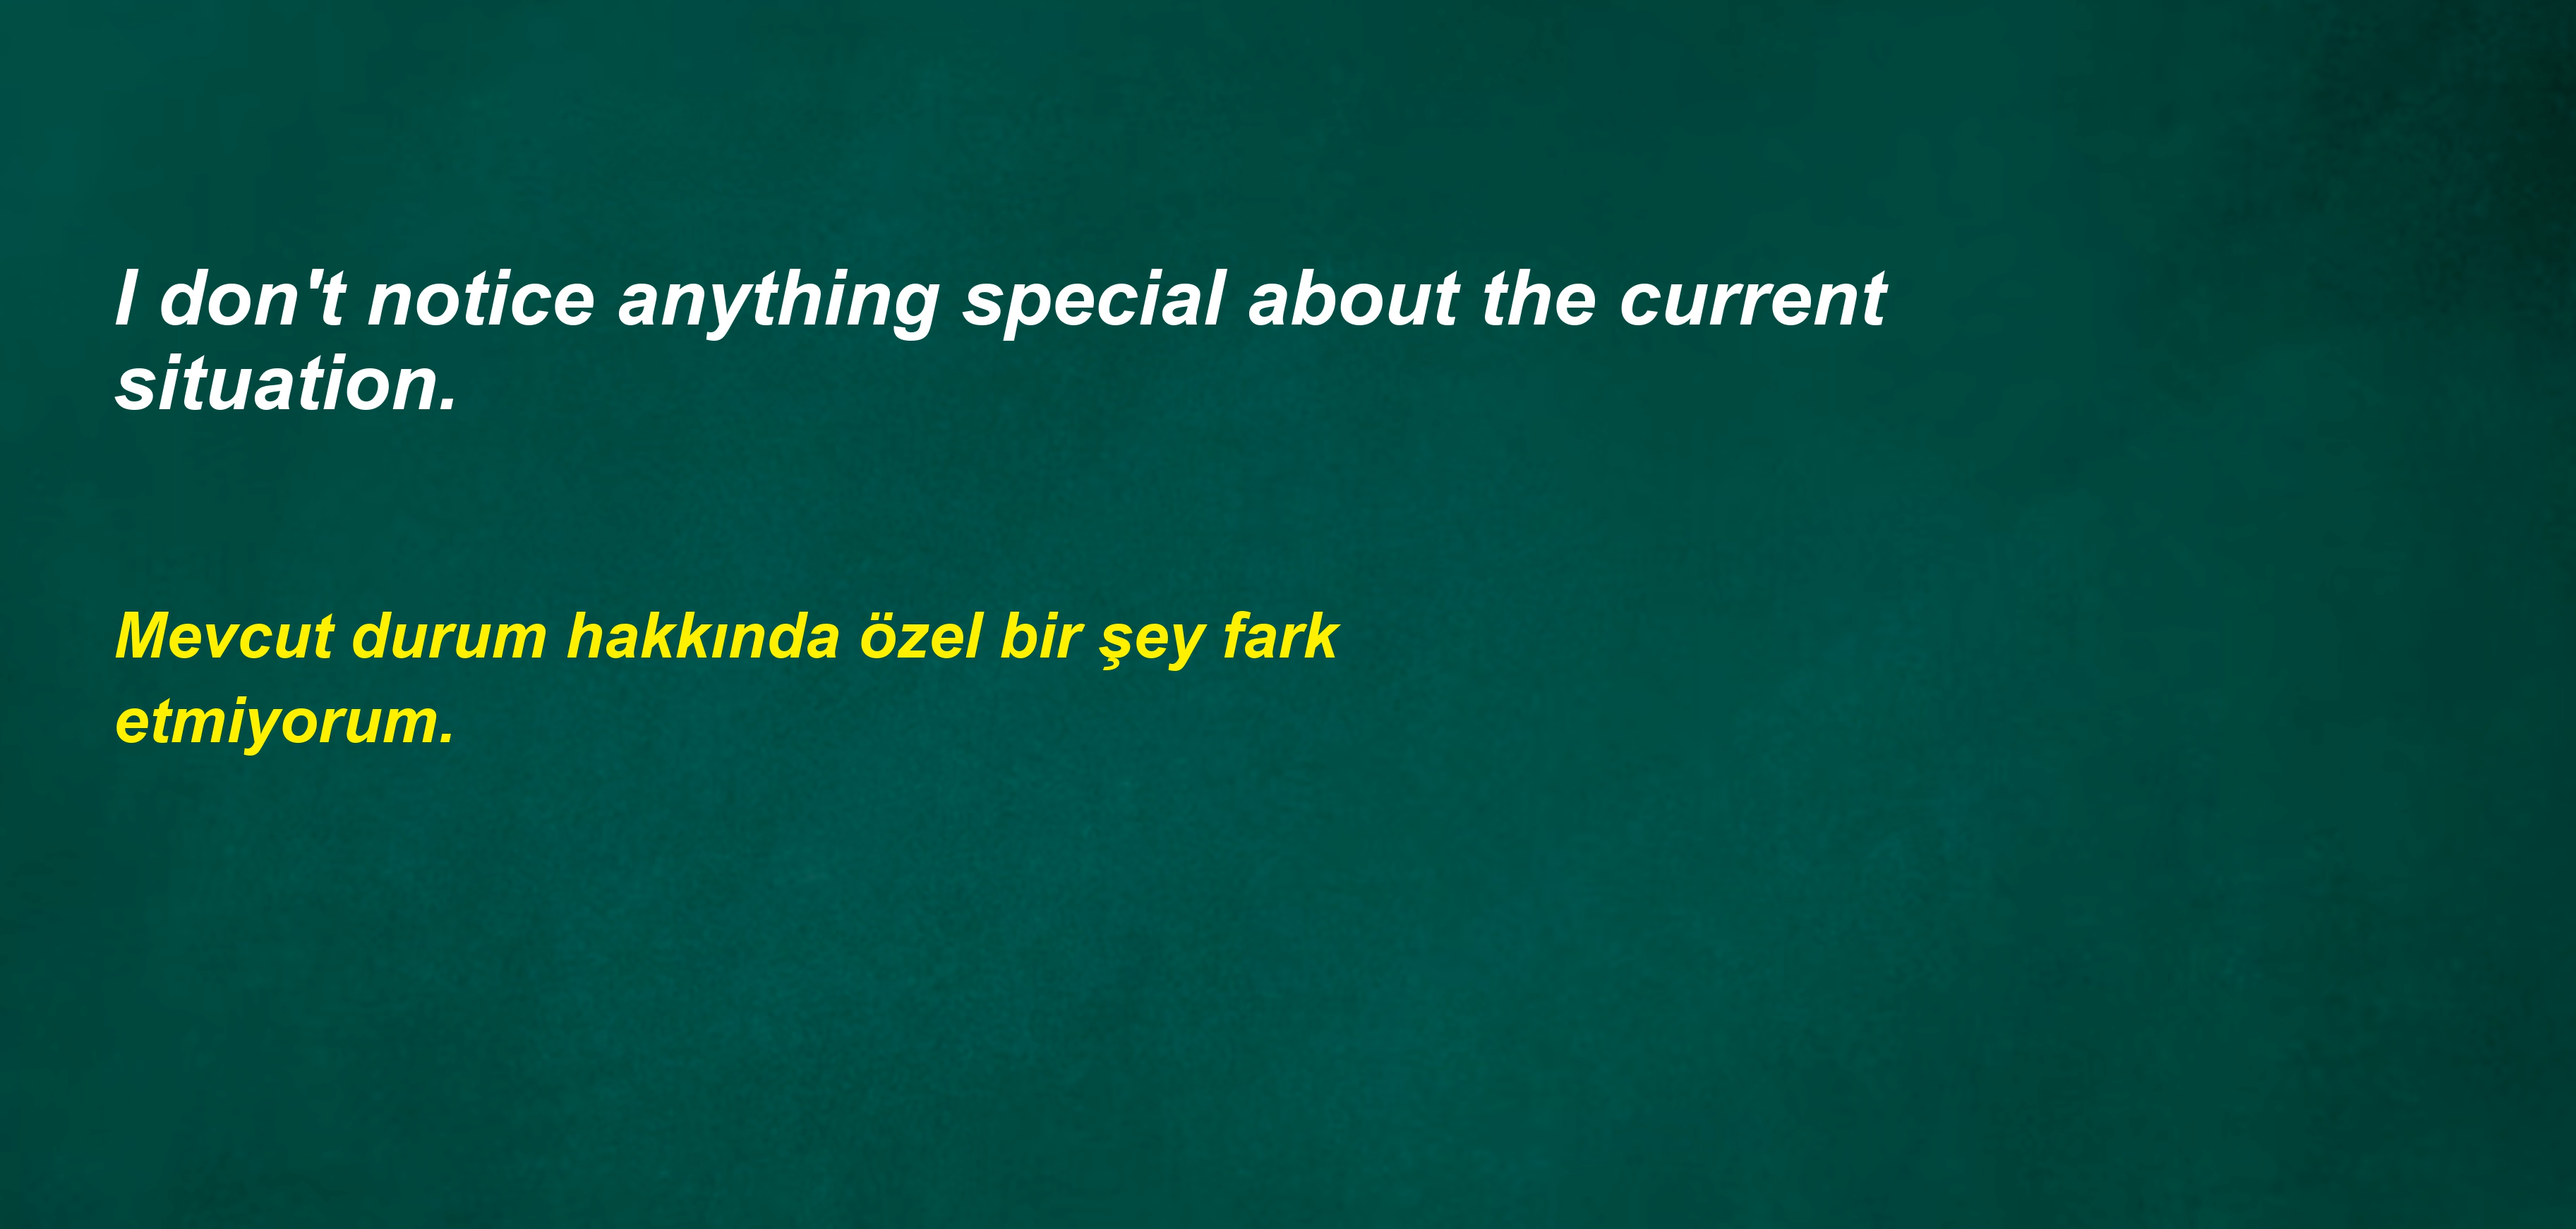 I don't notice anything special about the current
situation.
Mevcut durum hakkında özel bir şey fark
etmiyorum.